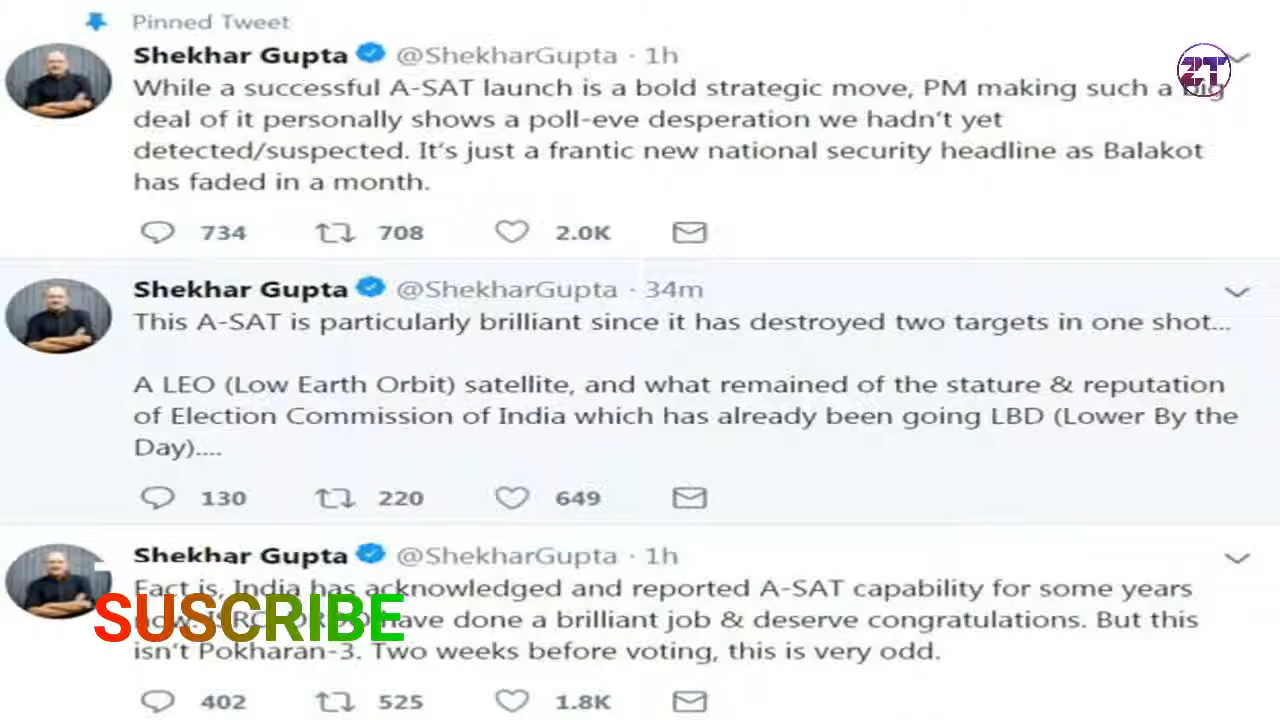 Pinned Tweet
Shekhar Gupta @ShekharGupta · 1h
While a successful A-SAT launch is a bold strategic move, PM making such a big
deal of it personally shows a poll-eve desperation we hadn't yet
detected/suspected. It's just a frantic new national security headline as Balakot
has faded in a month.
734 708 2.0K
ZT
Shekhar Gupta @ShekharGupta · 34m
This A-SAT is particularly brilliant since it has destroyed two targets in one shot...
A LEO (Low Earth Orbit) satellite, and what remained of the stature & reputation
of Election Commission of India which has already been going LBD (Lower By the
Day)....
130 220 649
Shekhar Gupta @ShekharGupta · 1h
Fact is, India has acknowledged and reported A-SAT capability for some years
now. have done a brilliant job & deserve congratulations. But this
isn't Pokharan-3. Two weeks before voting, this is very odd.
402 525 1.8K
SUSCRIBE